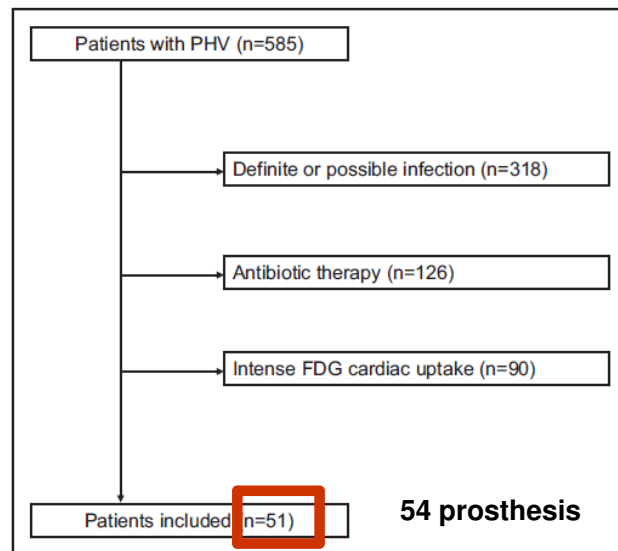 Patients with PHV (n=585)
Definite or possible infection (n=318)
Antibiotic therapy (n=126)
Intense FDG cardiac uptake (n=90)
Patients included (n=51)
54 prosthesis